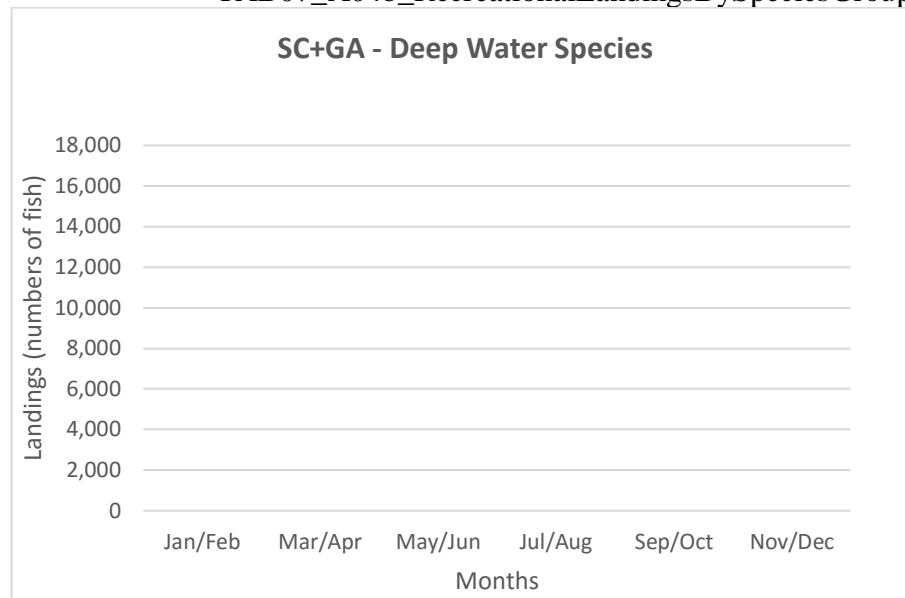 SC+GA - Deep Water Species
Landings (numbers of fish)
18,000
16,000
14,000
12,000
10,000
8,000
6,000
4,000
2,000
0
Jan/Feb Mar/Apr May/Jun Jul/Aug Sep/Oct Nov/Dec
Months